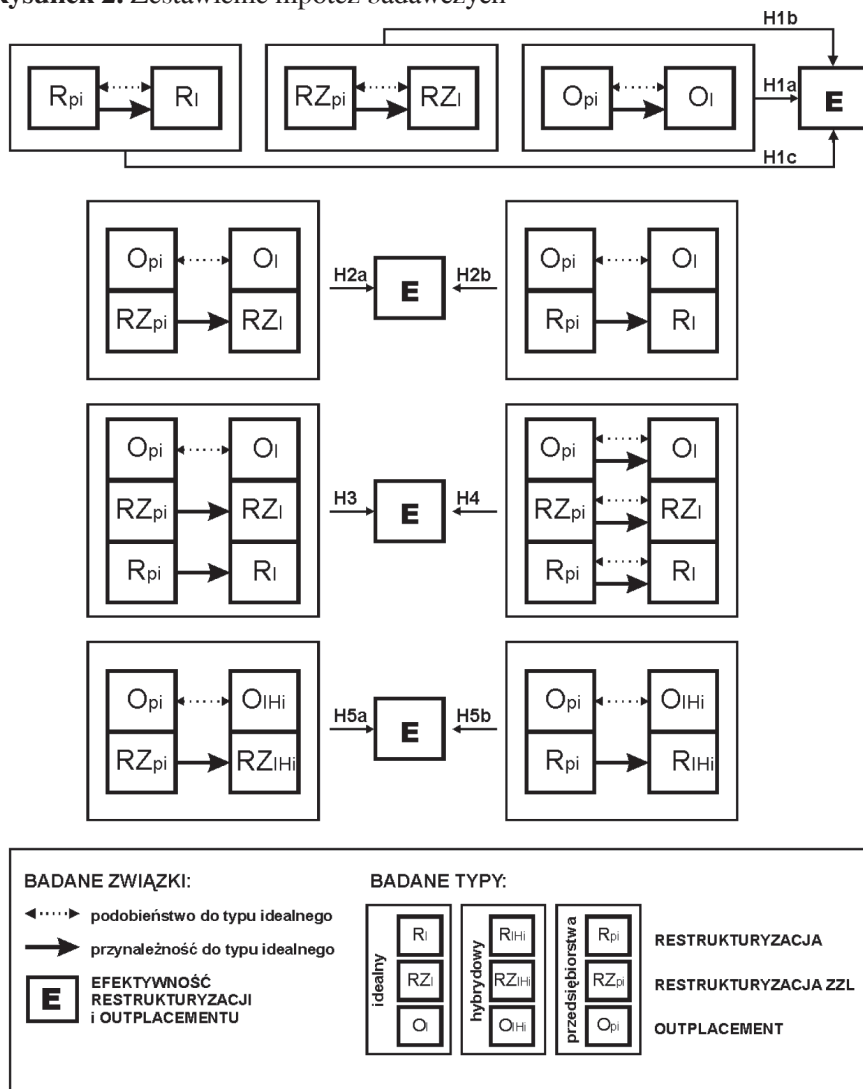 Rysunek 2. Zestawienie hipotez badawczych
H1b
Rpi RI RZpi RZI Opi OI H1a E
H1c
Opi OI H2a E H2b Opi OI
RZpi RZI Rpi RI
Opi OI Opi OI
RZpi RZI H3 E H4 RZpi RZI
Rpi RI Rpi RI
Opi OIHi H5a E H5b Opi OIHi
RZpi RZIHi Rpi RIHi
BADANE ZWIĄZKI:
podobieństwo do typu idealnego
przynależność do typu idealnego
E EFEKTYWNOŚĆ
RESTRUKTURYZACJI
i OUTPLACEMENTU
BADANE TYPY:
idealny
RI
RZI
OI
hybrydowy
RIHi
RZIHi
OIHi
przedsiębiorstwa
Rpi
RZpi
Opi
RESTRUKTURYZACJA
RESTRUKTURYZACJA ZZL
OUTPLACEMENT